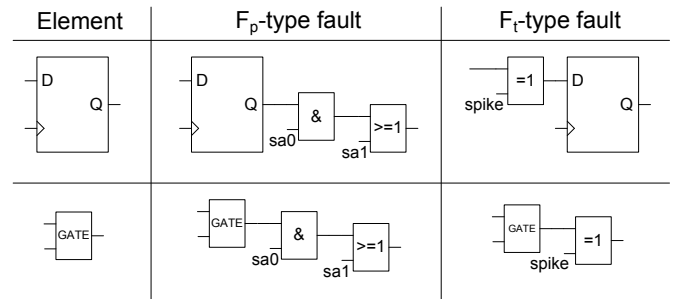 Element Fp-type fault Ft-type fault
D Q
D Q & >=1 sa0 sa1
=1 spike D Q
GATE
GATE & >=1 sa0 sa1
GATE =1 spike